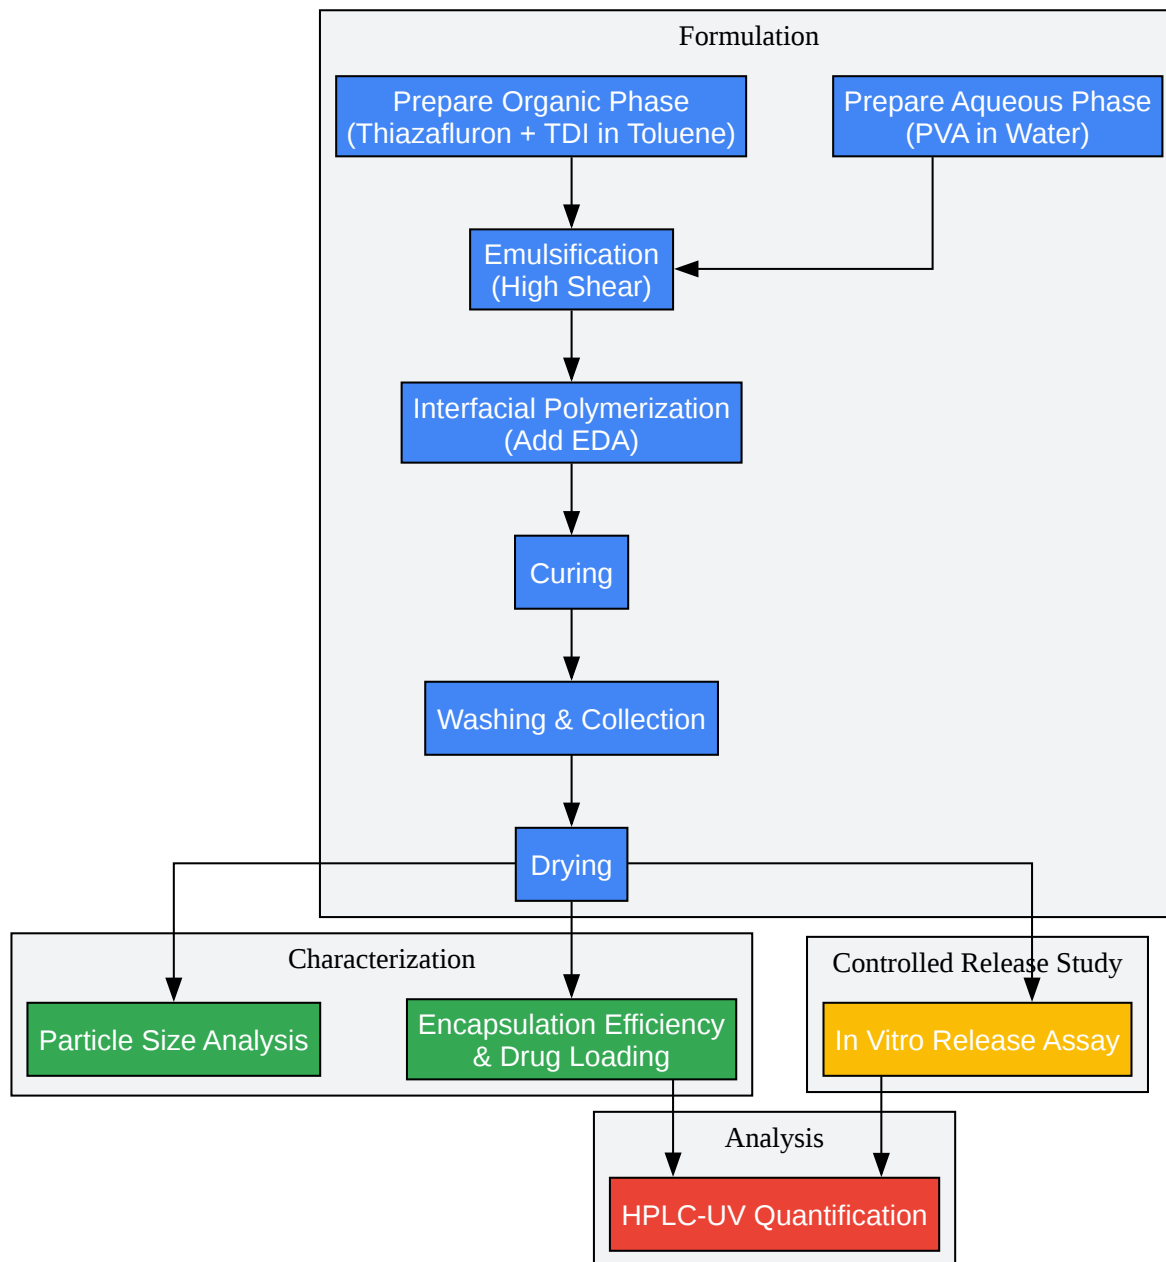 Formulation
Prepare Organic Phase
(Thiazafluron + TDI in Toluene)
Prepare Aqueous Phase
(PVA in Water)
Emulsification
(High Shear)
Interfacial Polymerization
(Add EDA)
Curing
Washing & Collection
Drying
Characterization
Controlled Release Study
Particle Size Analysis
Encapsulation Efficiency
& Drug Loading
In Vitro Release Assay
Analysis
HPLC-UV Quantification